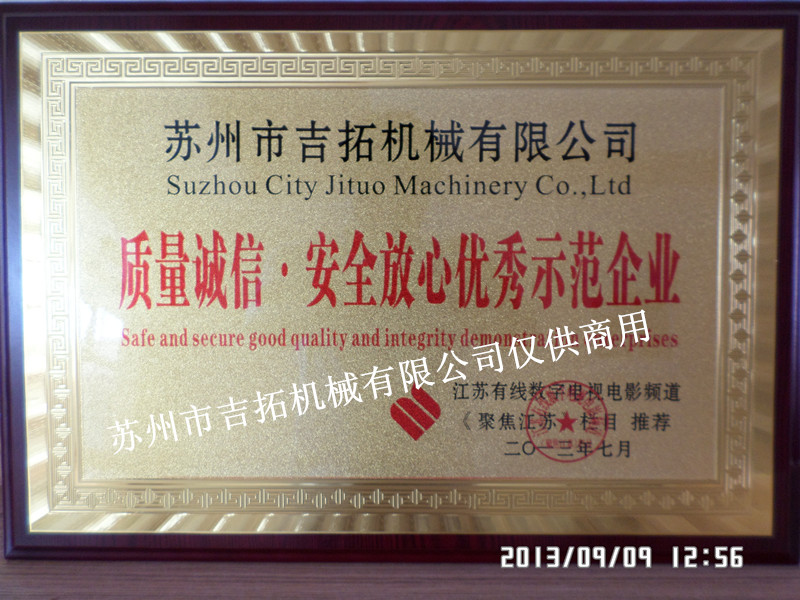 苏州市吉拓机械有限公司
Suzhou City Jituo Machinery Co.,Ltd
质量诚信·安全放心优秀示范企业
Safe and secure good quality and integrity demonstration enterprises
苏州市吉拓机械有限公司仅供商用
江苏有线数字电视电影频道
《聚焦江苏》栏目 推荐
二〇一三年七月
2013/09/09 12:56